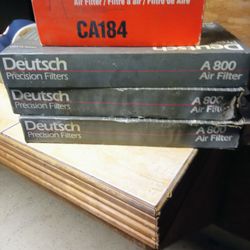 Air Filter / Filtre à air / Filtro de Aire
CA184
Deutsch
Precision Filters
A 800
Air Filter
Deutsch
Precision Filters
A 800
Air Filter
Deutsch
Precision Filters
A 800
Air Filter